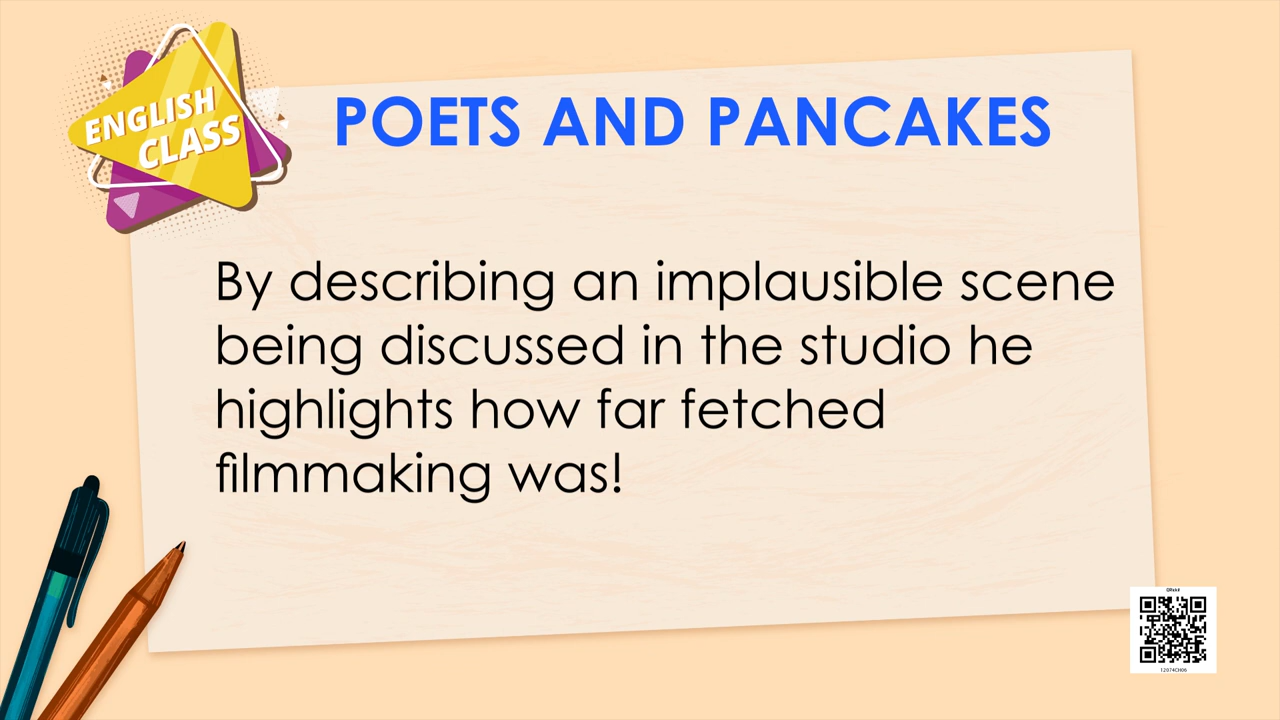 ENGLISH
CLASS
POETS AND PANCAKES
By describing an implausible scene
being discussed in the studio he
highlights how far fetched
filmmaking was!
12074CH06